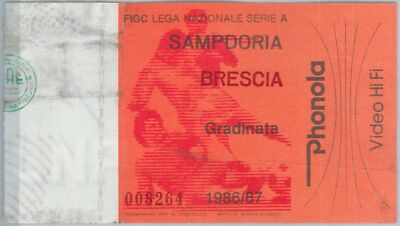 FIGC LEGA NAZIONALE SERIE A
SAMPDORIA
BRESCIA
Gradinata
008264
1986/87
Phonola
Video Hi Fi